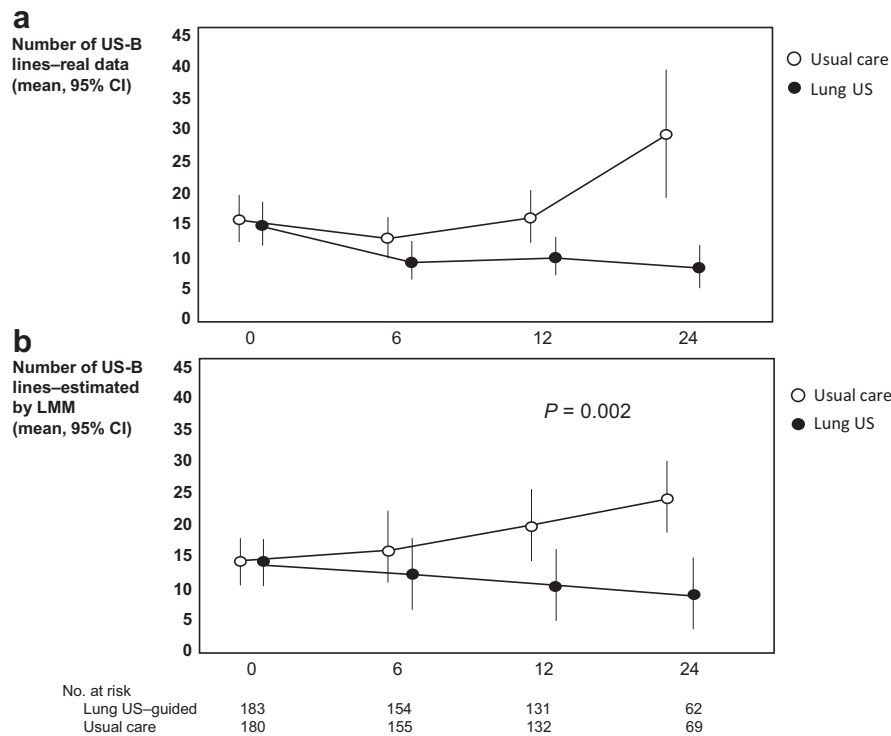 a
Number of US-B
lines–real data
(mean, 95% CI)
45
40
35
30
25
20
15
10
5
0
0 6 12 24
Usual care
Lung US
b
Number of US-B
lines–estimated
by LMM
(mean, 95% CI)
45
40
35
30
25
20
15
10
5
0
P = 0.002
0 6 12 24
Usual care
Lung US
No. at risk
Lung US–guided 183 154 131 62
Usual care 180 155 132 69